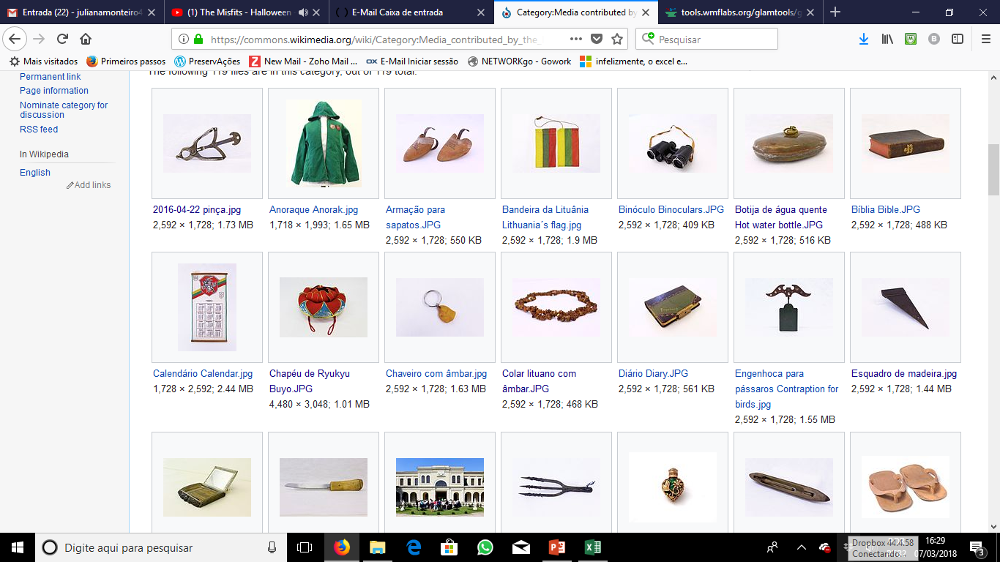 Entrada (22) - julianamonteiro4
(1) The Misfits - Halloween
E-Mail Caixa de entrada
Category:Media contributed by
tools.wmflabs.org/glamtools/g
https://commons.wikimedia.org/wiki/Category:Media_contributed_by_the_
Pesquisar
Mais visitados
Primeiros passos
PreservAções
New Mail - Zoho Mail ...
E-Mail Iniciar sessão
NETWORKgo - Gowork
infelizmente, o excel e...
Permanent link
Page information
Nominate category for
discussion
RSS feed
In Wikipedia
English
Add links
The following 119 files are in this category, out of 119 total.
2016-04-22 pinça.jpg
2,592 × 1,728; 1.73 MB
Anoraque Anorak.jpg
1,718 × 1,993; 1.65 MB
Armação para
sapatos.JPG
2,592 × 1,728; 550 KB
Bandeira da Lituânia
Lithuania´s flag.jpg
2,592 × 1,728; 1.9 MB
Binóculo Binoculars.JPG
2,592 × 1,728; 409 KB
Botija de água quente
Hot water bottle.JPG
2,592 × 1,728; 516 KB
Bíblia Bible.JPG
2,592 × 1,728; 488 KB
Calendário Calendar.jpg
1,728 × 2,592; 2.44 MB
Chapéu de Ryukyu
Buyo.JPG
4,480 × 3,048; 1.01 MB
Chaveiro com âmbar.jpg
2,592 × 1,728; 1.63 MB
Colar lituano com
âmbar.JPG
2,592 × 1,728; 468 KB
Diário Diary.JPG
2,592 × 1,728; 561 KB
Engenhoca para
pássaros Contraption for
birds.jpg
2,592 × 1,728; 1.55 MB
Esquadro de madeira.jpg
2,592 × 1,728; 1.44 MB
Digite aqui para pesquisar
Dropbox 44.4.58
Conectando...
16:29
07/03/2018
3